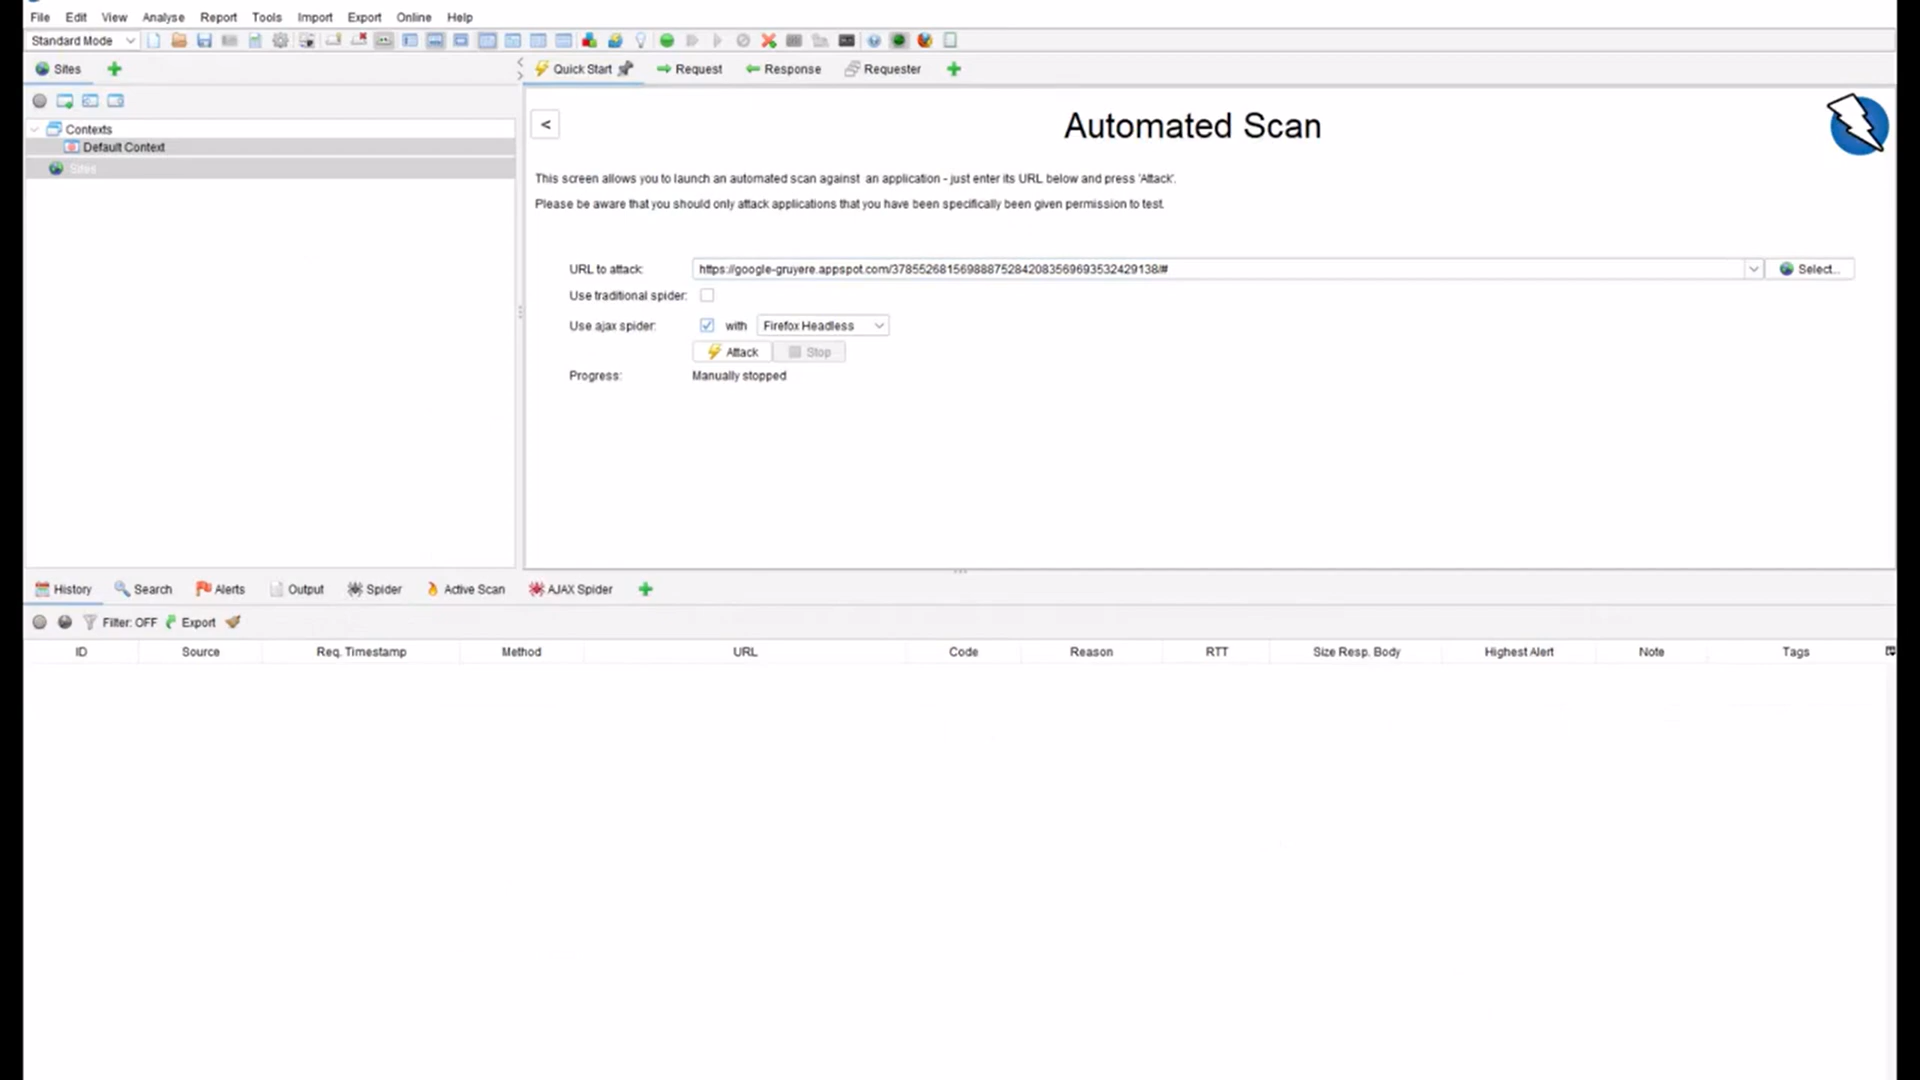 File Edit View Analyse Report Tools Import Export Online Help
Standard Mode
Sites
Quick Start Request Response Requester
Contexts
Default Context
Sites
<
Automated Scan
This screen allows you to launch an automated scan against an application - just enter its URL below and press 'Attack'.
Please be aware that you should only attack applications that you have been specifically been given permission to test.
URL to attack: https://google-gruyere.appspot.com/378552681569888752842083569693532429138/# Select...
Use traditional spider:
Use ajax spider: with Firefox Headless
Attack Stop
Progress: Manually stopped
History Search Alerts Output Spider Active Scan AJAX Spider
Filter: OFF Export
ID Source Req. Timestamp Method URL Code Reason RTT Size Resp. Body Highest Alert Note Tags